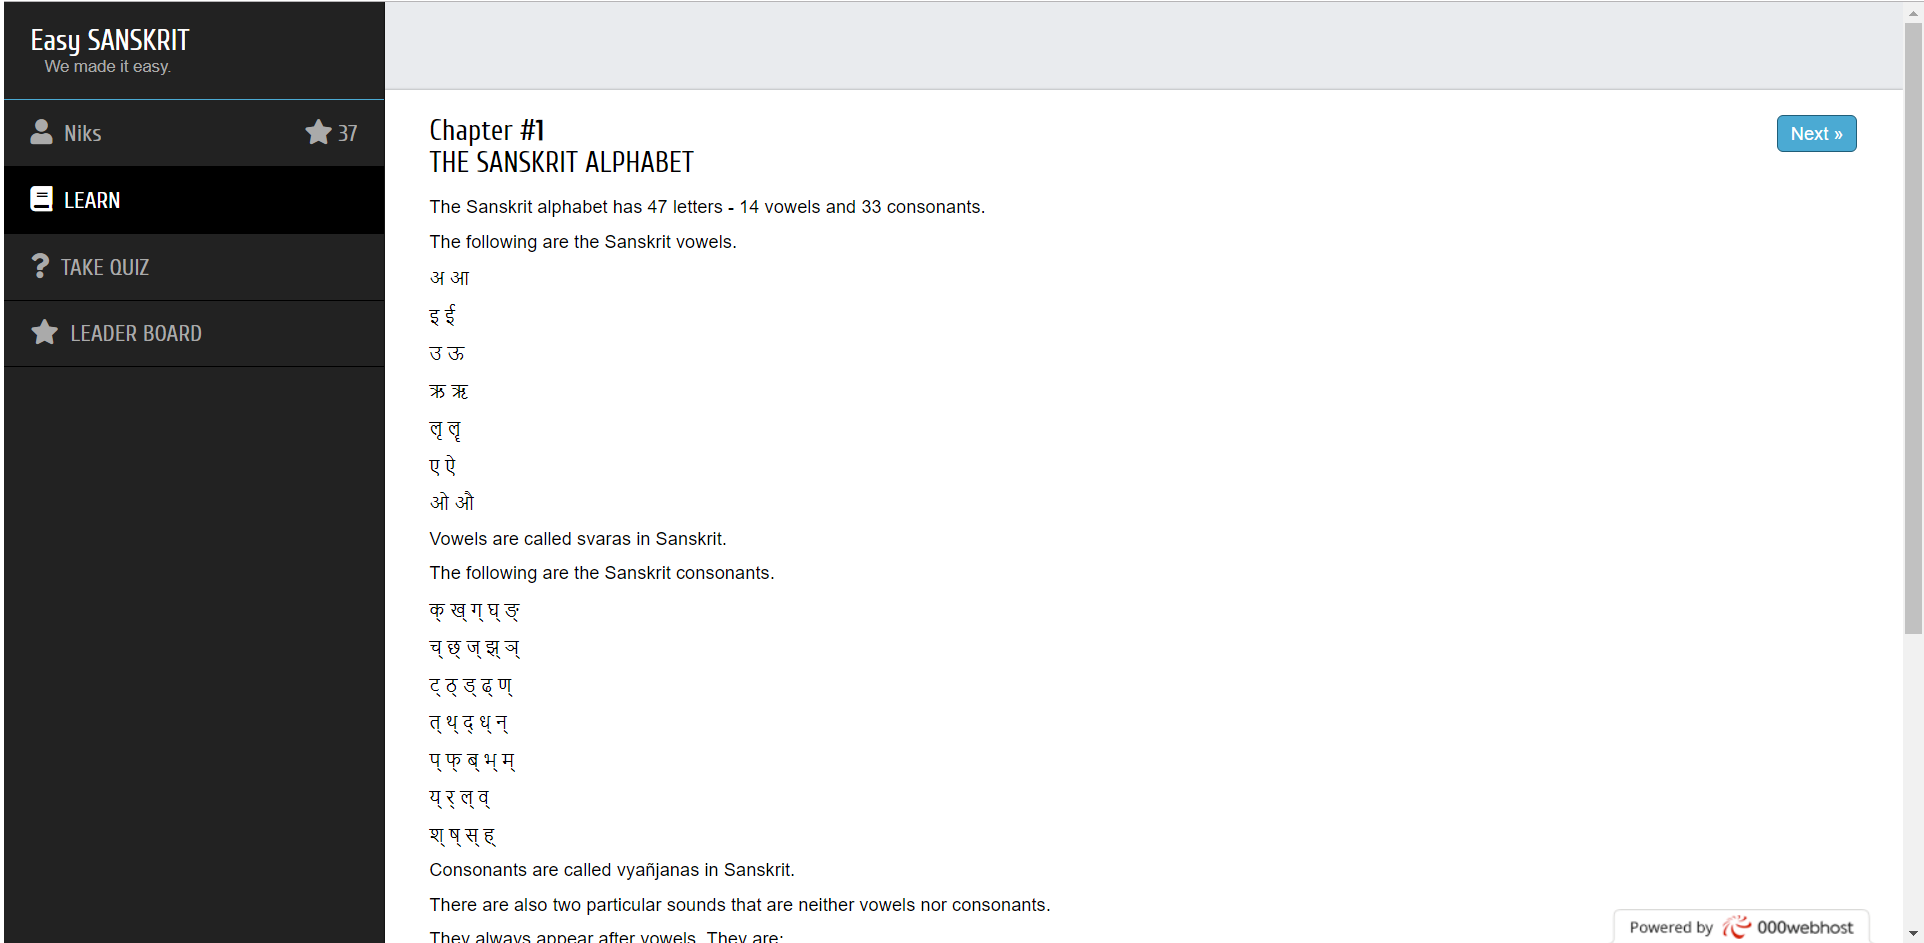 Easy SANSKRIT
We made it easy.
Niks
37
LEARN
TAKE QUIZ
LEADER BOARD
Chapter #1
THE SANSKRIT ALPHABET
Next »
The Sanskrit alphabet has 47 letters - 14 vowels and 33 consonants.
The following are the Sanskrit vowels.
अ आ
इ ई
उ ऊ
ऋ ॠ
ऌ ॡ
ए ऐ
ओ औ
Vowels are called svaras in Sanskrit.
The following are the Sanskrit consonants.
क् ख् ग् घ् ङ्
च् छ् ज् झ् ञ्
ट् ठ् ड् ढ् ण्
त् थ् द् ध् न्
प् फ् ब् भ् म्
य् र् ल् व्
श् ष् स् ह्
Consonants are called vyañjanas in Sanskrit.
There are also two particular sounds that are neither vowels nor consonants.
They always appear after vowels. They are:
Powered by 000webhost